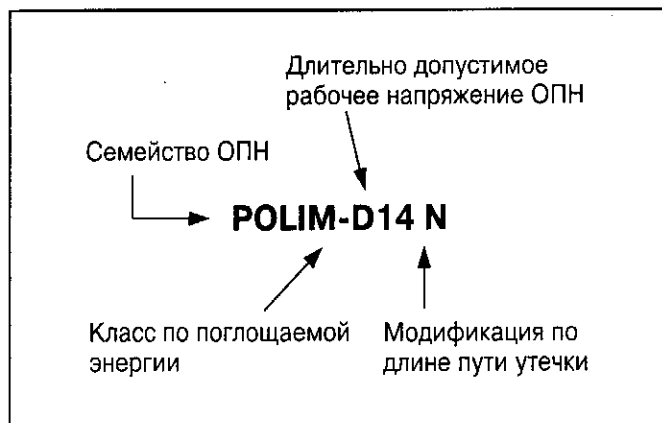 Длительно допустимое
рабочее напряжение ОПН
Семейство ОПН
POLIM-D14 N
Класс по поглощаемой
энергии
Модификация по
длине пути утечки